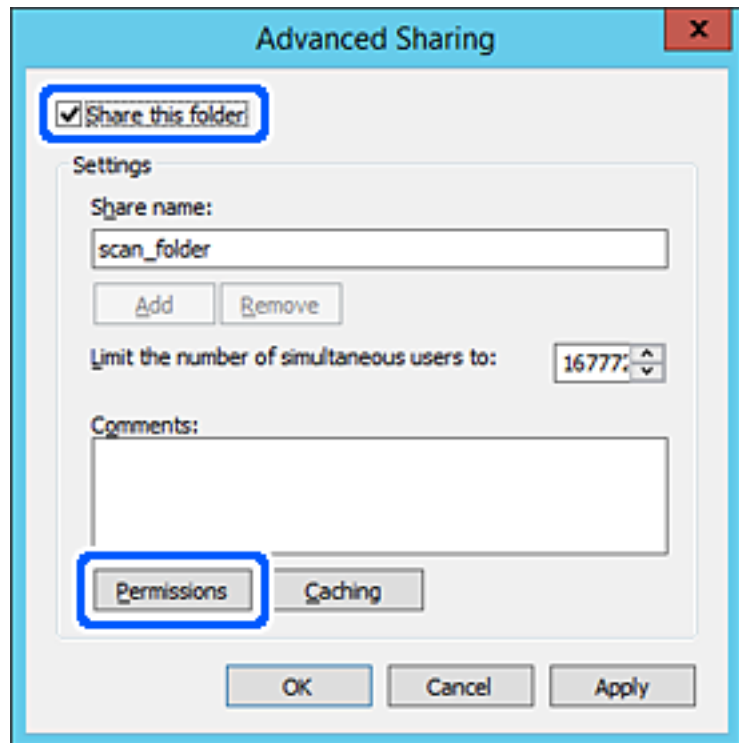 Advanced Sharing
x
Share this folder
Settings
Share name:
scan_folder
Add Remove
Limit the number of simultaneous users to:
16777
Comments:
Permissions Caching
OK Cancel Apply